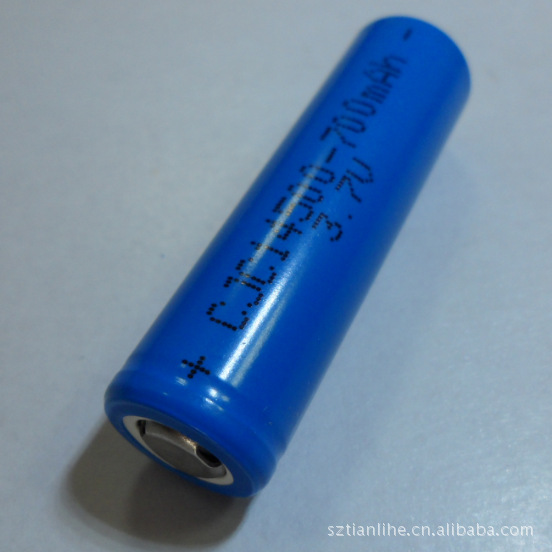 + CJC14500-700mAh -
3.7V
sztianlihe.cn.alibaba.com